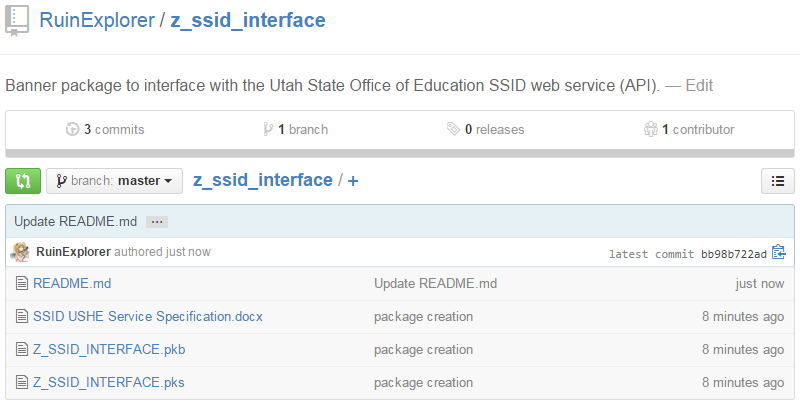 RuinExplorer / z_ssid_interface
Banner package to interface with the Utah State Office of Education SSID web service (API). — Edit
3 commits 1 branch 0 releases 1 contributor
branch: master z_ssid_interface / +
Update README.md ...
RuinExplorer authored just now latest commit bb98b722ad
README.md Update README.md just now
SSID USHE Service Specification.docx package creation 8 minutes ago
Z_SSID_INTERFACE.pkb package creation 8 minutes ago
Z_SSID_INTERFACE.pks package creation 8 minutes ago